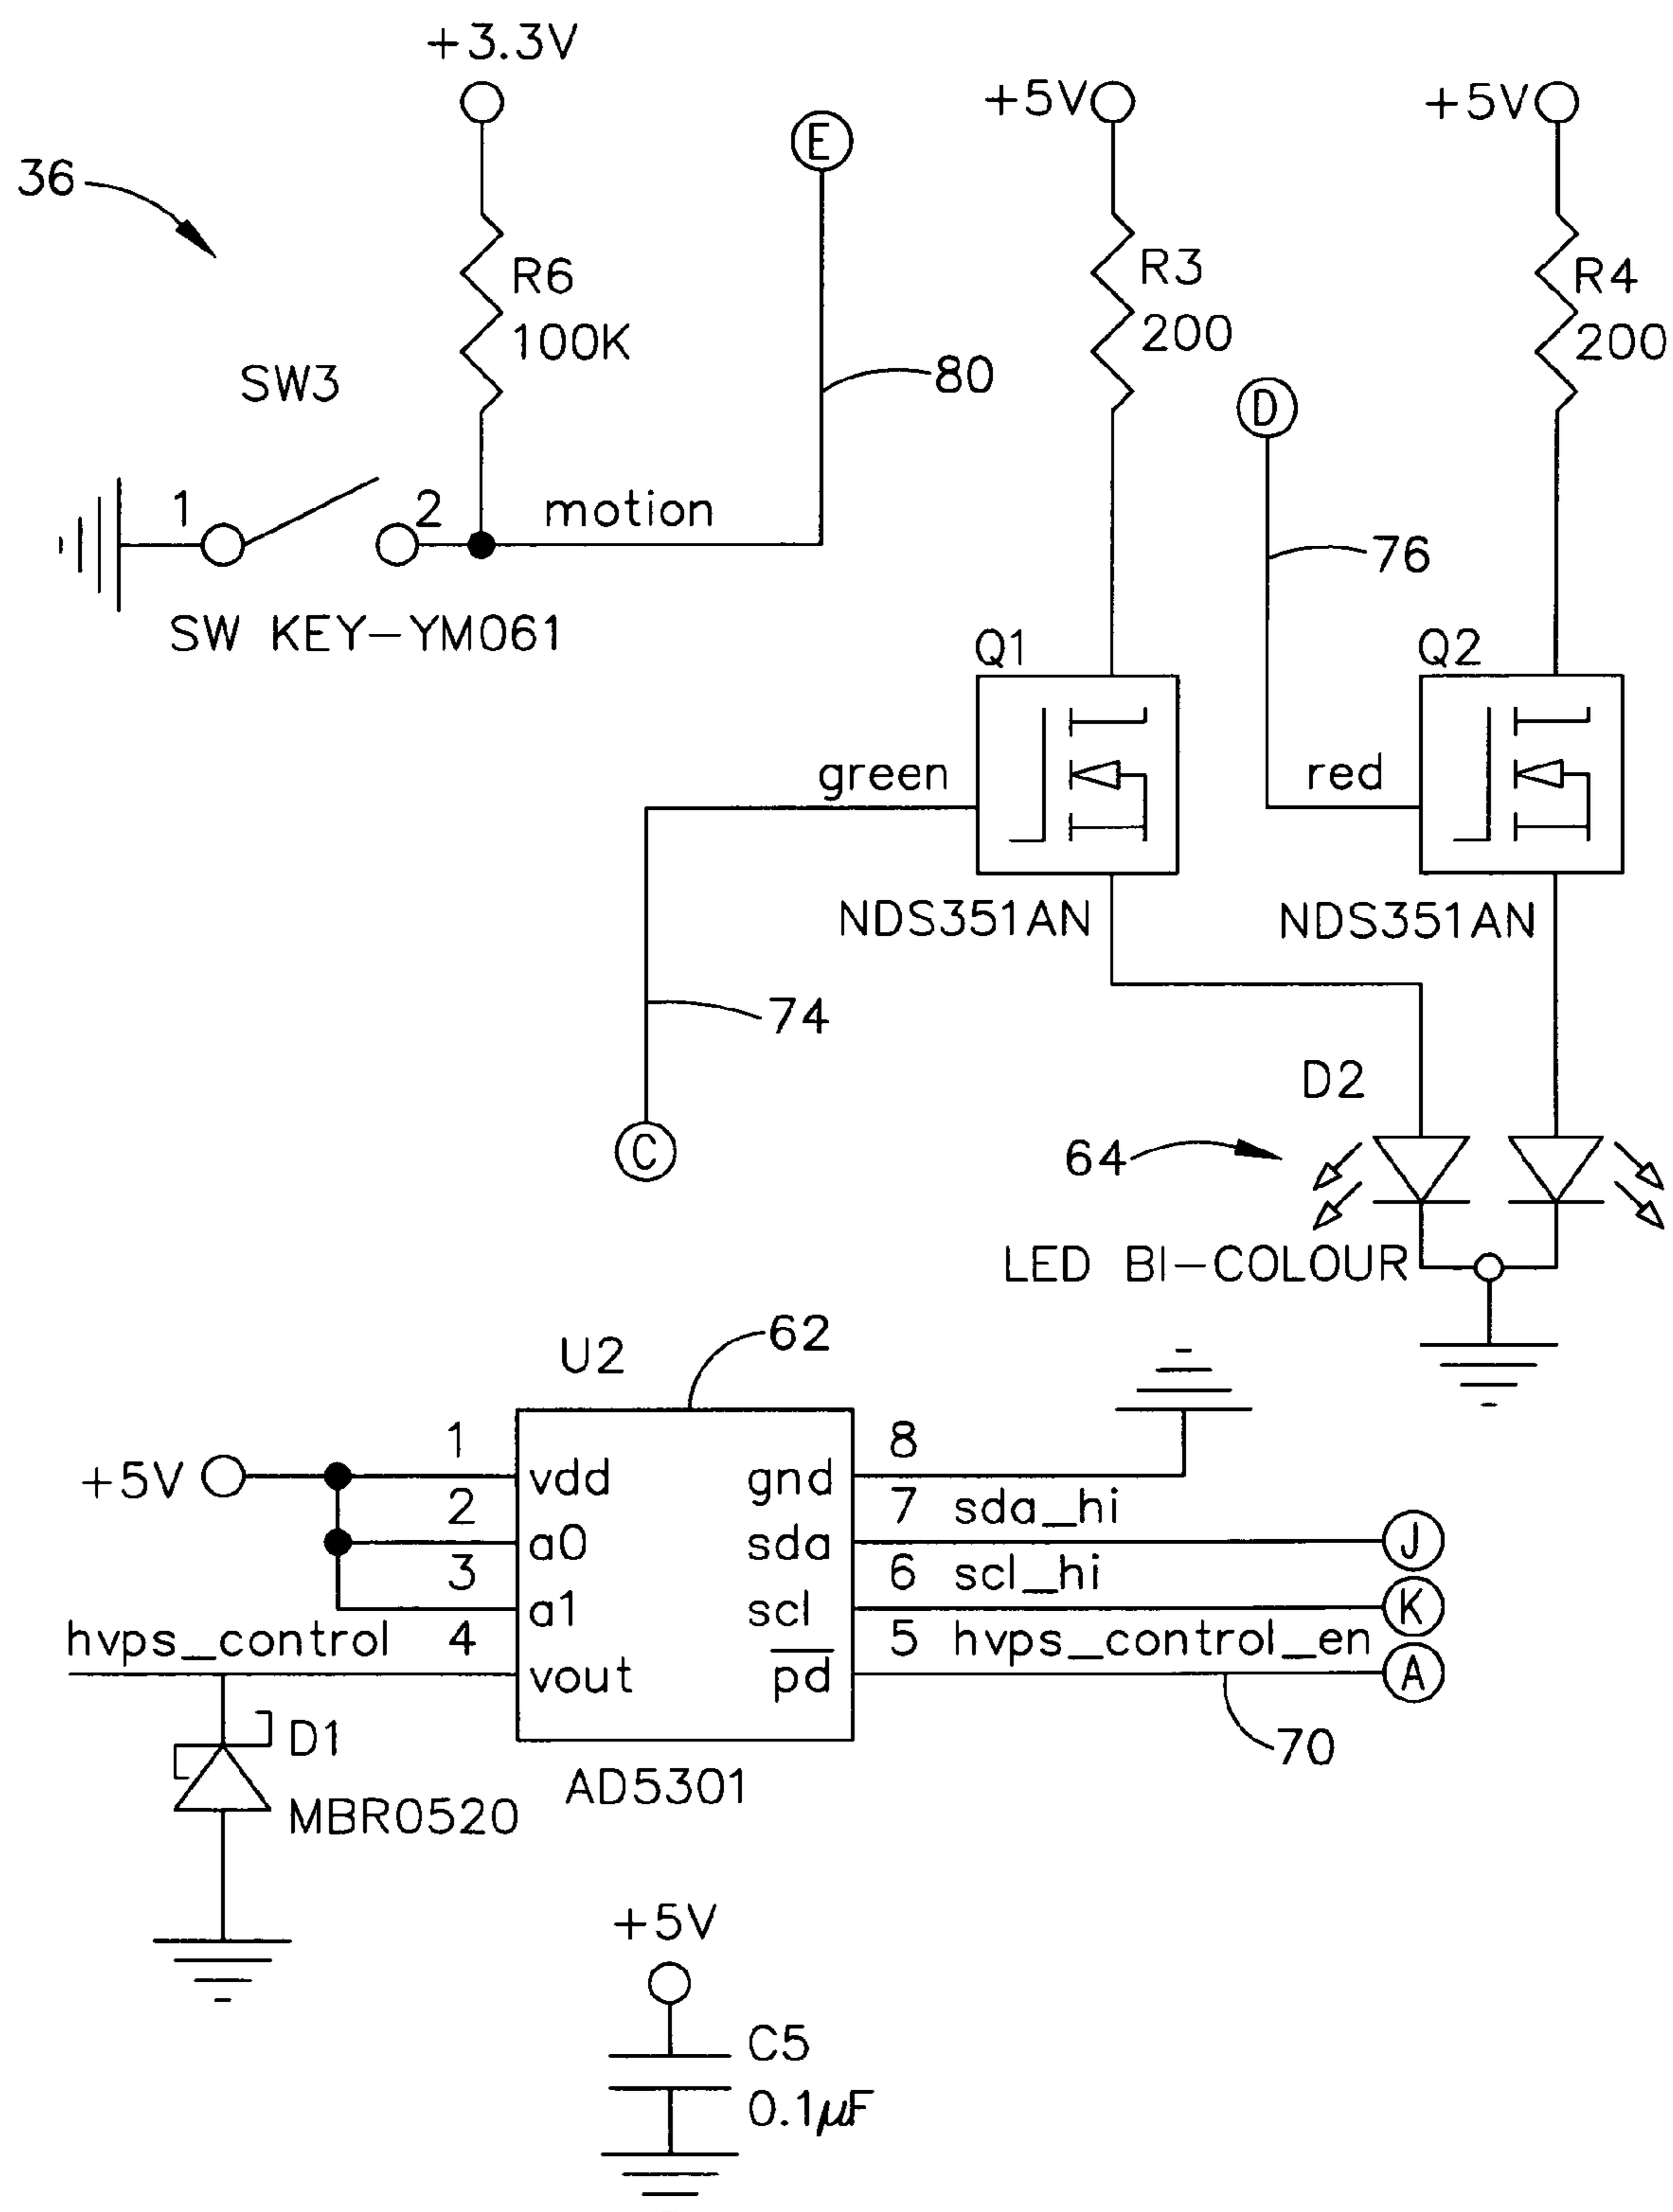 +3.3V
+5V
+5V
E
36
R6
100K
R3
200
R4
200
SW3
80
D
1
2
motion
76
SW KEY-YM061
Q1
Q2
green
red
NDS351AN
NDS351AN
74
D2
C
64
LED BI-COLOUR
62
U2
+5V
1
vdd
gnd
8
2
a0
sda
7
sda_hi
J
3
a1
scl
6
scl_hi
K
hvps_control
4
vout
pd
5
hvps_control_en
A
70
D1
MBR0520
AD5301
+5V
C5
0.1µF